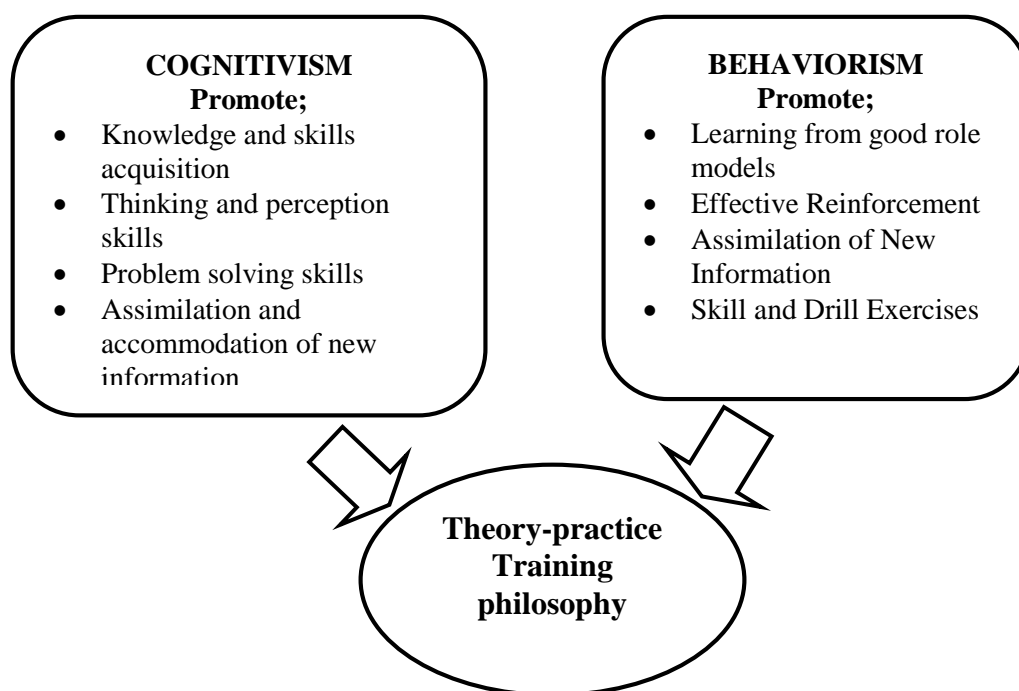 COGNITIVISM
Promote;
• Knowledge and skills
acquisition
• Thinking and perception
skills
• Problem solving skills
• Assimilation and
accommodation of new
information
BEHAVIORISM
Promote;
• Learning from good role
models
• Effective Reinforcement
• Assimilation of New
Information
• Skill and Drill Exercises
Theory-practice
Training
philosophy